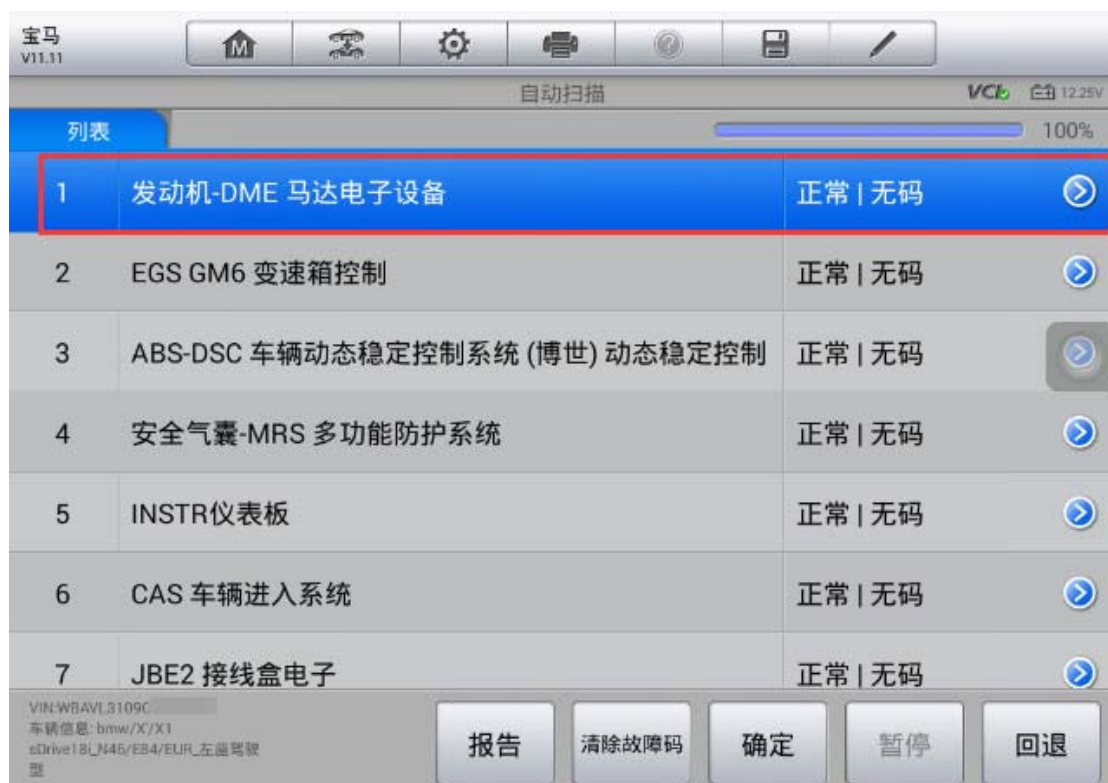 宝马
V11.11
自动扫描
VCI 12.25V
列表
100%
1 发动机-DME 马达电子设备 正常 | 无码
2 EGS GM6 变速箱控制 正常 | 无码
3 ABS-DSC 车辆动态稳定控制系统 (博世) 动态稳定控制 正常 | 无码
4 安全气囊-MRS 多功能防护系统 正常 | 无码
5 INSTR仪表板 正常 | 无码
6 CAS 车辆进入系统 正常 | 无码
7 JBE2 接线盒电子 正常 | 无码
VIN:WBAVL3109C
车辆信息: bmw/'X'/X1
sDrive18i_N46/E84/EUR_左座驾驶
型
报告 清除故障码 确定 暂停 回退